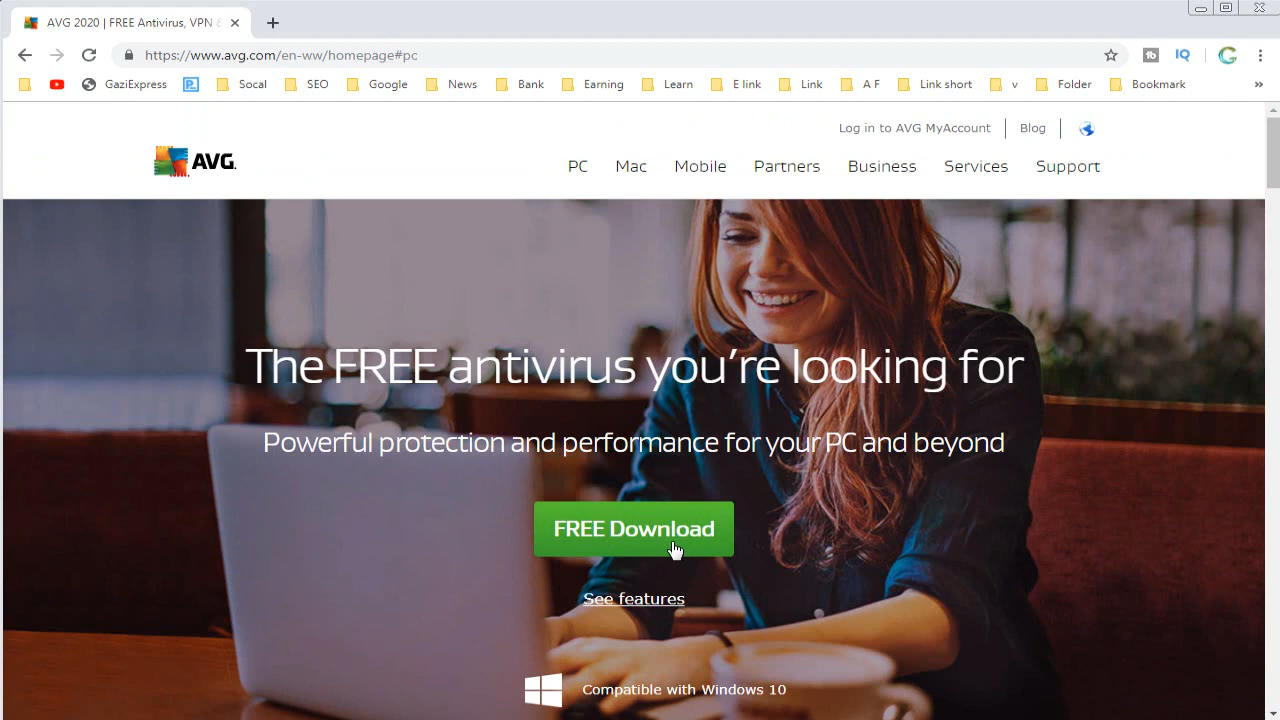 AVG 2020 | FREE Antivirus, VPN &
https://www.avg.com/en-ww/homepage#pc
tb
IQ
GaziExpress
Socal
SEO
Google
News
Bank
Earning
Learn
E link
Link
A F
Link short
v
Folder
Bookmark
»
Log in to AVG MyAccount
Blog
AVG.
PC
Mac
Mobile
Partners
Business
Services
Support
The FREE antivirus you're looking for
Powerful protection and performance for your PC and beyond
FREE Download
See features
Compatible with Windows 10